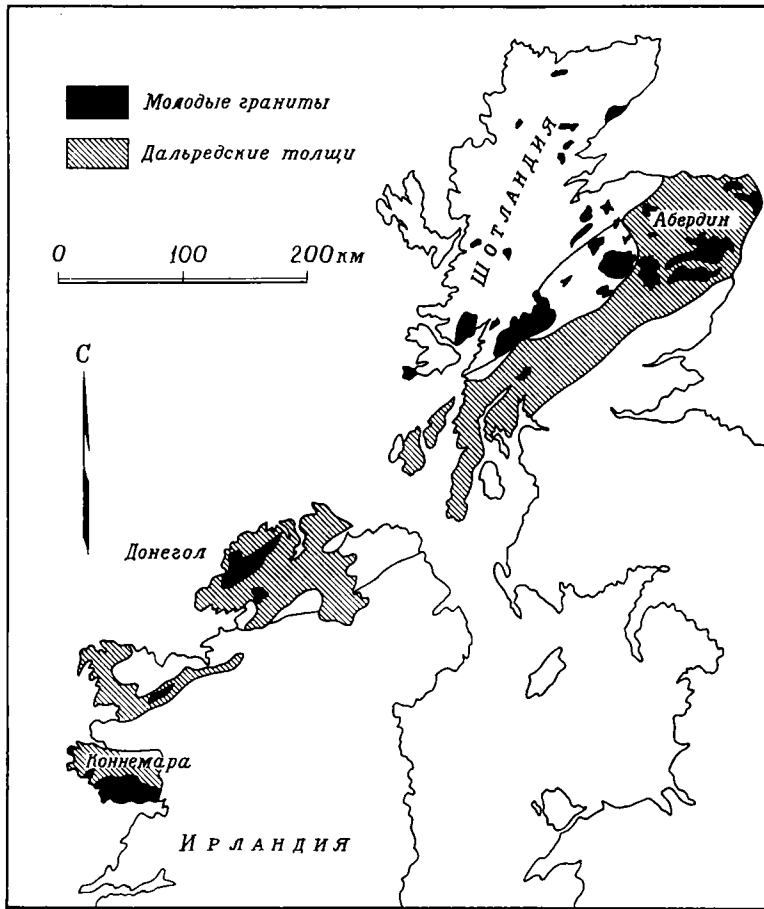 Молодые граниты
Дальредские толщи
0 100 200 км
С
ШОТЛАНДИЯ
Абердин
Донегол
Коннемара
ИРЛАНДИЯ